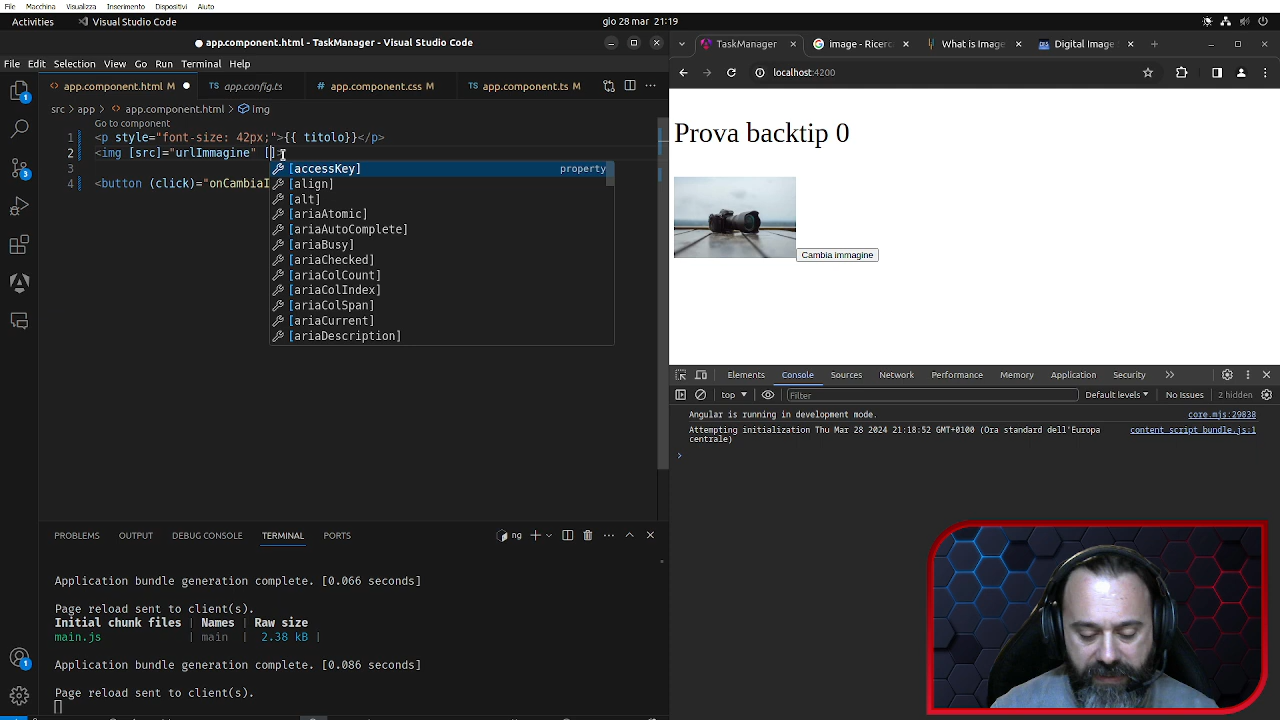 File Macchina Visualizza Inserimento Dispositivi Aiuto
Activities Visual Studio Code gio 28 mar 21:19
app.component.html - TaskManager - Visual Studio Code
File Edit Selection View Go Run Terminal Help
app.component.html M app.config.ts app.component.css M app.component.ts M
src > app > app.component.html > img
Go to component
1 <p style="font-size: 42px;">{{ titolo}}</p>
2 <img [src]="urlImmagine" []>
3
4 <button (click)="onCambiaI
[accessKey] property
[align]
[alt]
[ariaAtomic]
[ariaAutoComplete]
[ariaBusy]
[ariaChecked]
[ariaColCount]
[ariaColIndex]
[ariaColSpan]
[ariaCurrent]
[ariaDescription]
PROBLEMS OUTPUT DEBUG CONSOLE TERMINAL PORTS
ng
Application bundle generation complete. [0.066 seconds]
Page reload sent to client(s).
Initial chunk files | Names | Raw size
main.js | main | 2.38 kB |
Application bundle generation complete. [0.086 seconds]
Page reload sent to client(s).
TaskManager image - Ricerc What is Image Digital Image
localhost:4200
Prova backtip 0
Cambia immagine
Elements Console Sources Network Performance Memory Application Security
top Filter Default levels No Issues 2 hidden
Angular is running in development mode. core.mjs:29838
Attempting initialization Thu Mar 28 2024 21:18:52 GMT+0100 (Ora standard dell'Europa content script bundle.js:1
centrale)